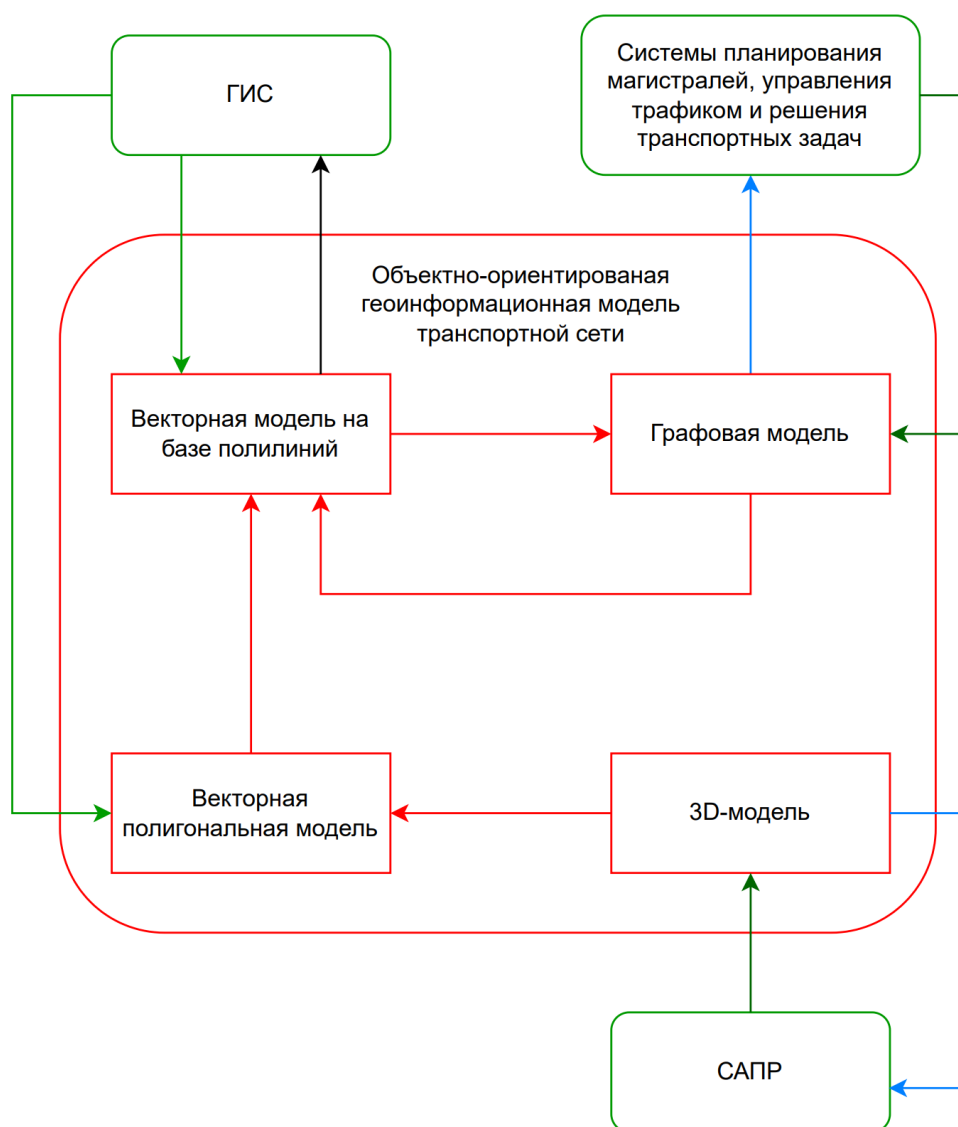 ГИС
Системы планирования
магистралей, управления
трафиком и решения
транспортных задач
Объектно-ориентированая
геоинформационная модель
транспортной сети
Векторная модель на
базе полилиний
Графовая модель
Векторная
полигональная модель
3D-модель
САПР